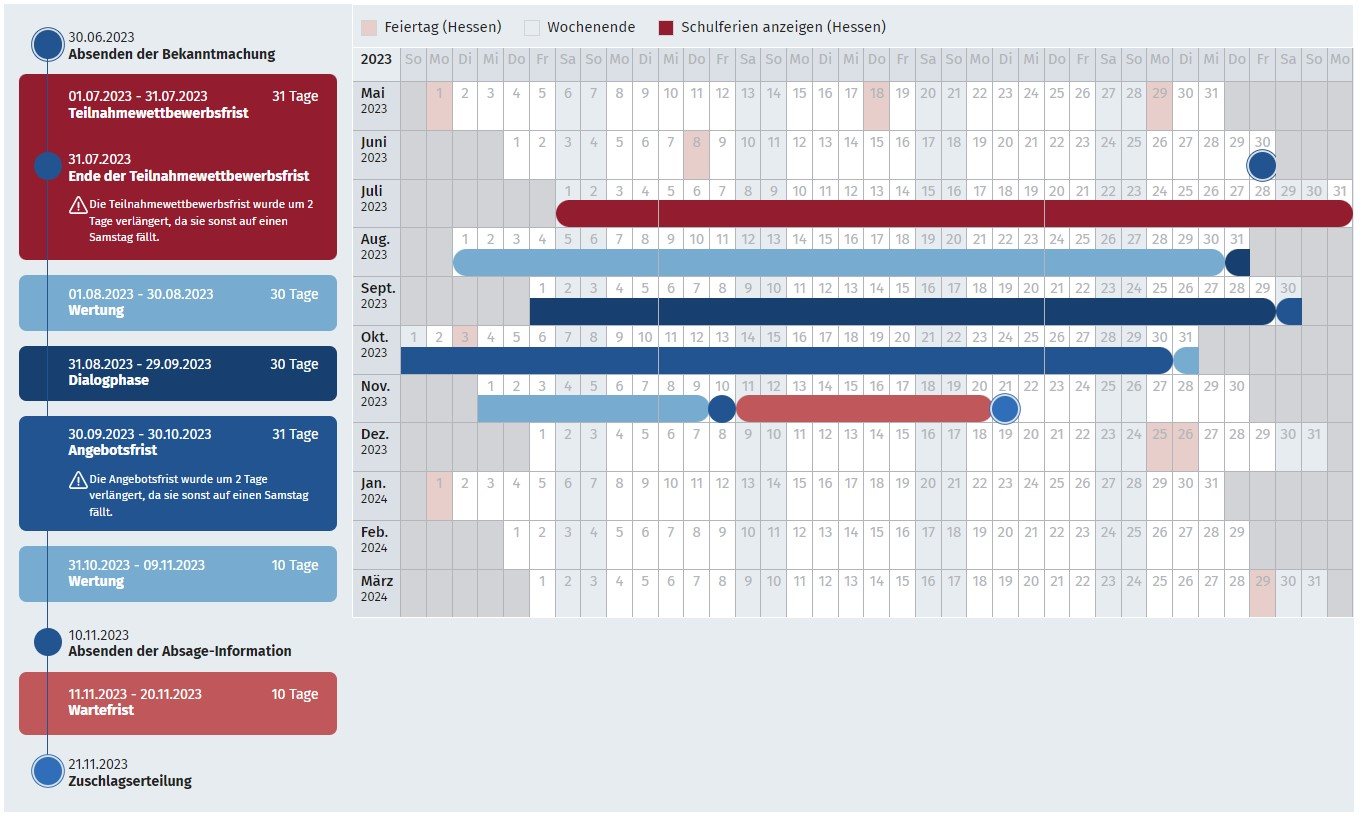 30.06.2023
Absenden der Bekanntmachung
01.07.2023 - 31.07.2023 31 Tage
Teilnahmewettbewerbsfrist
31.07.2023
Ende der Teilnahmewettbewerbsfrist
Die Teilnahmewettbewerbsfrist wurde um 2
Tage verlängert, da sie sonst auf einen
Samstag fällt.
01.08.2023 - 30.08.2023 30 Tage
Wertung
31.08.2023 - 29.09.2023 30 Tage
Dialogphase
30.09.2023 - 30.10.2023 31 Tage
Angebotsfrist
Die Angebotsfrist wurde um 2 Tage
verlängert, da sie sonst auf einen Samstag
fällt.
31.10.2023 - 09.11.2023 10 Tage
Wertung
10.11.2023
Absenden der Absage-Information
11.11.2023 - 20.11.2023 10 Tage
Wartefrist
21.11.2023
Zuschlagserteilung
Feiertag (Hessen) Wochenende Schulferien anzeigen (Hessen)
2023 So Mo Di Mi Do Fr Sa So Mo Di Mi Do Fr Sa So Mo Di Mi Do Fr Sa So Mo Di Mi Do Fr Sa So Mo Di Mi Do Fr Sa So Mo
Mai 1 2 3 4 5 6 7 8 9 10 11 12 13 14 15 16 17 18 19 20 21 22 23 24 25 26 27 28 29 30 31
2023
Juni 1 2 3 4 5 6 7 8 9 10 11 12 13 14 15 16 17 18 19 20 21 22 23 24 25 26 27 28 29 30
2023
Juli 1 2 3 4 5 6 7 8 9 10 11 12 13 14 15 16 17 18 19 20 21 22 23 24 25 26 27 28 29 30 31
2023
Aug. 1 2 3 4 5 6 7 8 9 10 11 12 13 14 15 16 17 18 19 20 21 22 23 24 25 26 27 28 29 30 31
2023
Sept. 1 2 3 4 5 6 7 8 9 10 11 12 13 14 15 16 17 18 19 20 21 22 23 24 25 26 27 28 29 30
2023
Okt. 1 2 3 4 5 6 7 8 9 10 11 12 13 14 15 16 17 18 19 20 21 22 23 24 25 26 27 28 29 30 31
2023
Nov. 1 2 3 4 5 6 7 8 9 10 11 12 13 14 15 16 17 18 19 20 21 22 23 24 25 26 27 28 29 30
2023
Dez. 1 2 3 4 5 6 7 8 9 10 11 12 13 14 15 16 17 18 19 20 21 22 23 24 25 26 27 28 29 30 31
2023
Jan. 1 2 3 4 5 6 7 8 9 10 11 12 13 14 15 16 17 18 19 20 21 22 23 24 25 26 27 28 29 30 31
2024
Feb. 1 2 3 4 5 6 7 8 9 10 11 12 13 14 15 16 17 18 19 20 21 22 23 24 25 26 27 28 29
2024
März 1 2 3 4 5 6 7 8 9 10 11 12 13 14 15 16 17 18 19 20 21 22 23 24 25 26 27 28 29 30 31
2024